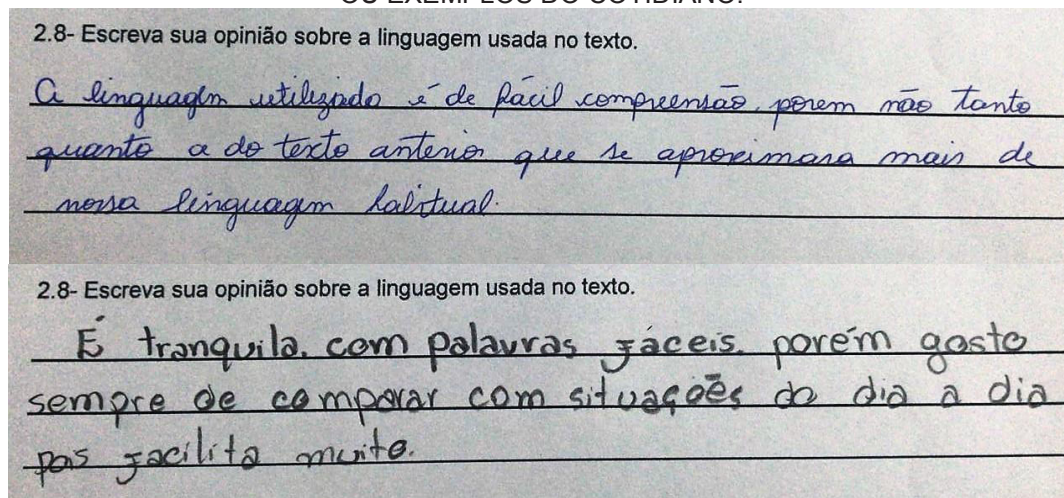 OU EXEMPLOS DO COTIDIANO.
2.8- Escreva sua opinião sobre a linguagem usada no texto.
A linguagem utilizada é de fácil compreensão, porem não tanto
quanto a do texto anterior que se aproximara mais de
nossa linguagem habitual.
2.8- Escreva sua opinião sobre a linguagem usada no texto.
É tranquila. com palavras fáceis. porém gosto
sempre de comparar com situações do dia a dia
pois facilita muito.